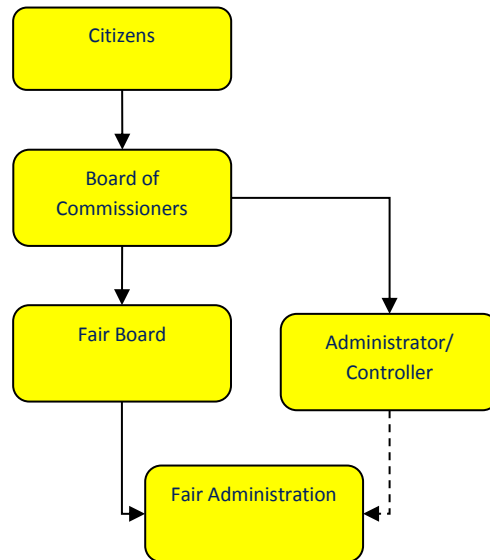 Citizens
Board of
Commissioners
Fair Board
Administrator/
Controller
Fair Administration